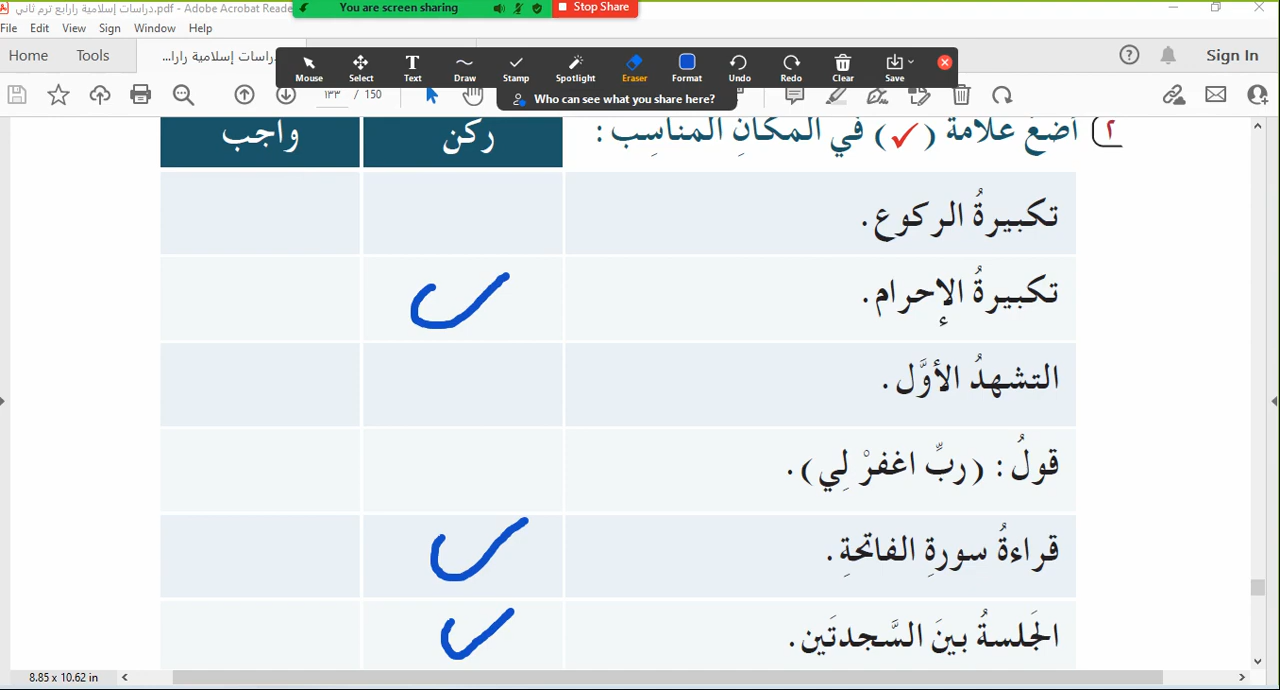 دراسات إسلامية رارابع ترم ثاني.pdf - Adobe Acrobat Reade
You are screen sharing
Stop Share
File Edit View Sign Window Help
Home Tools
دراسات إسلامية رارا...
Sign In
Mouse Select Text Draw Stamp Spotlight Eraser Format Undo Redo Clear Save
١٣٣ / 150
Who can see what you share here?
٢ أضعُ علامة (✓) في المكانِ المناسِب :
ركن
واجب
تكبيرةُ الركوع.
تكبيرةُ الإحرام.
التشهدُ الأوَّل.
قولُ : (ربِّ اغفرْ لِي).
قراءةُ سورةِ الفاتحةِ.
الجَلسةُ بينَ السَّجدتَين.
8.85 x 10.62 in